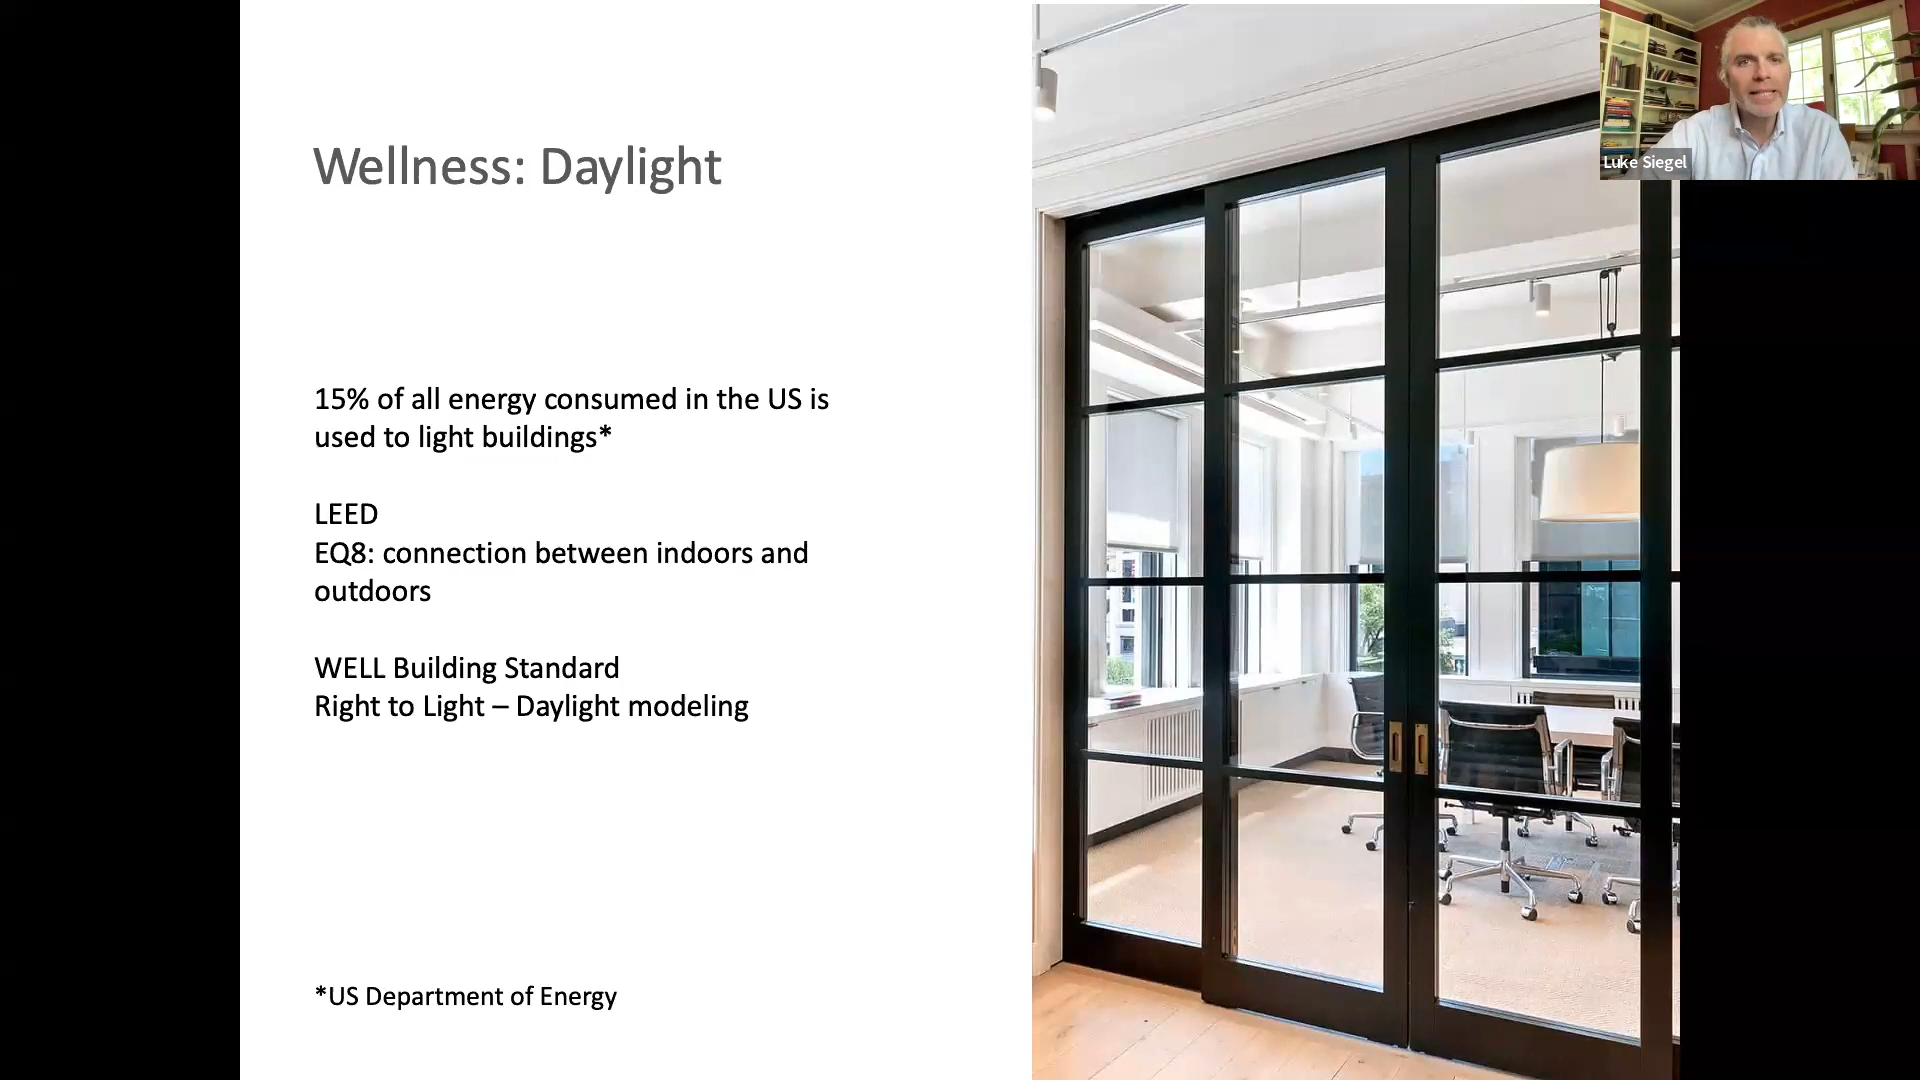 Wellness: Daylight
15% of all energy consumed in the US is
used to light buildings*
LEED
EQ8: connection between indoors and
outdoors
WELL Building Standard
Right to Light – Daylight modeling
*US Department of Energy
Luke Siegel